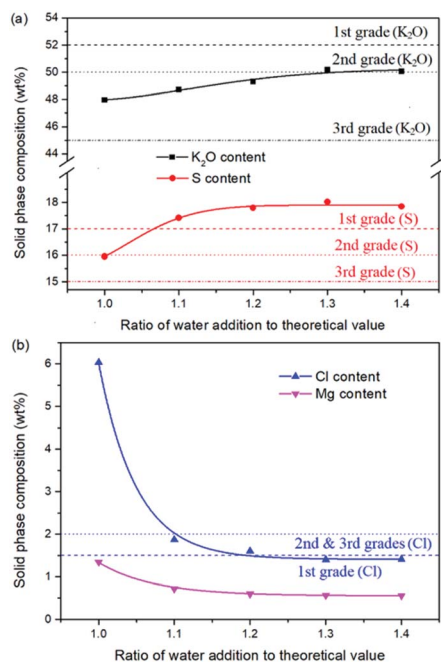 (a)
54
52
50
48
46
44
18
17
16
15
Solid phase composition (wt%)
1st grade (K₂O)
2nd grade (K₂O)
3rd grade (K₂O)
K₂O content
S content
1st grade (S)
2nd grade (S)
3rd grade (S)
1.0 1.1 1.2 1.3 1.4
Ratio of water addition to theoretical value
(b)
6
5
4
3
2
1
0
Solid phase composition (wt%)
Cl content
Mg content
2nd & 3rd grades (Cl)
1st grade (Cl)
1.0 1.1 1.2 1.3 1.4
Ratio of water addition to theoretical value